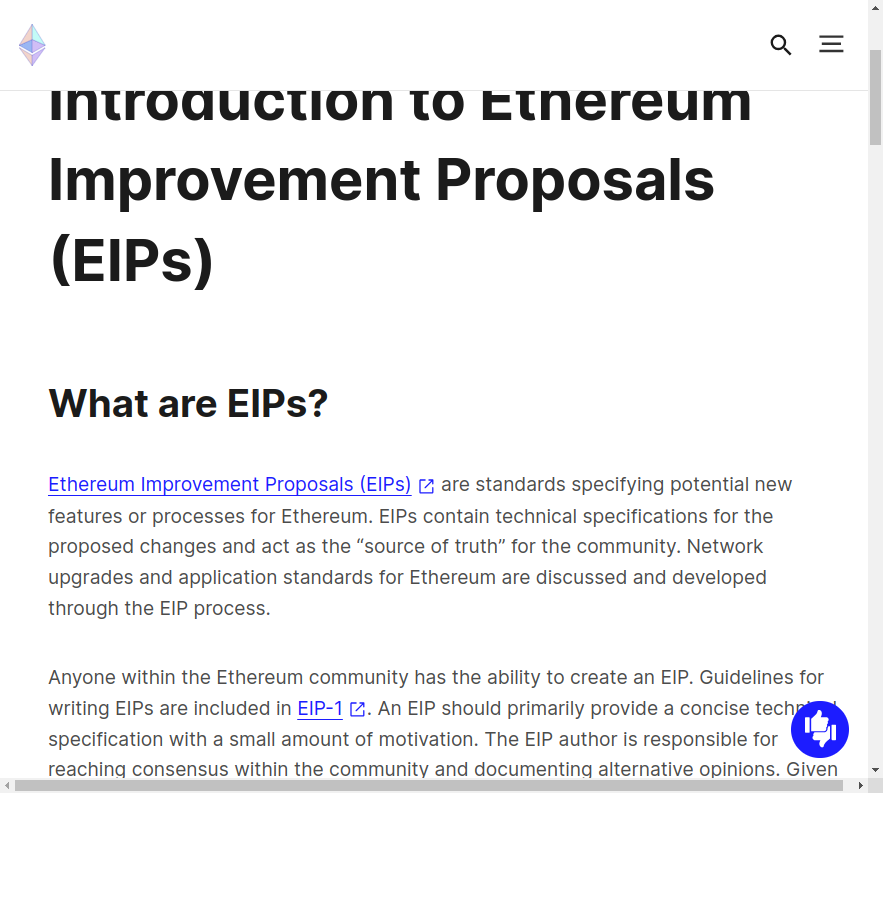 Introduction to Ethereum
Improvement Proposals
(EIPs)
What are EIPs?
Ethereum Improvement Proposals (EIPs) are standards specifying potential new
features or processes for Ethereum. EIPs contain technical specifications for the
proposed changes and act as the “source of truth” for the community. Network
upgrades and application standards for Ethereum are discussed and developed
through the EIP process.
Anyone within the Ethereum community has the ability to create an EIP. Guidelines for
writing EIPs are included in EIP-1. An EIP should primarily provide a concise technical
specification with a small amount of motivation. The EIP author is responsible for
reaching consensus within the community and documenting alternative opinions. Given